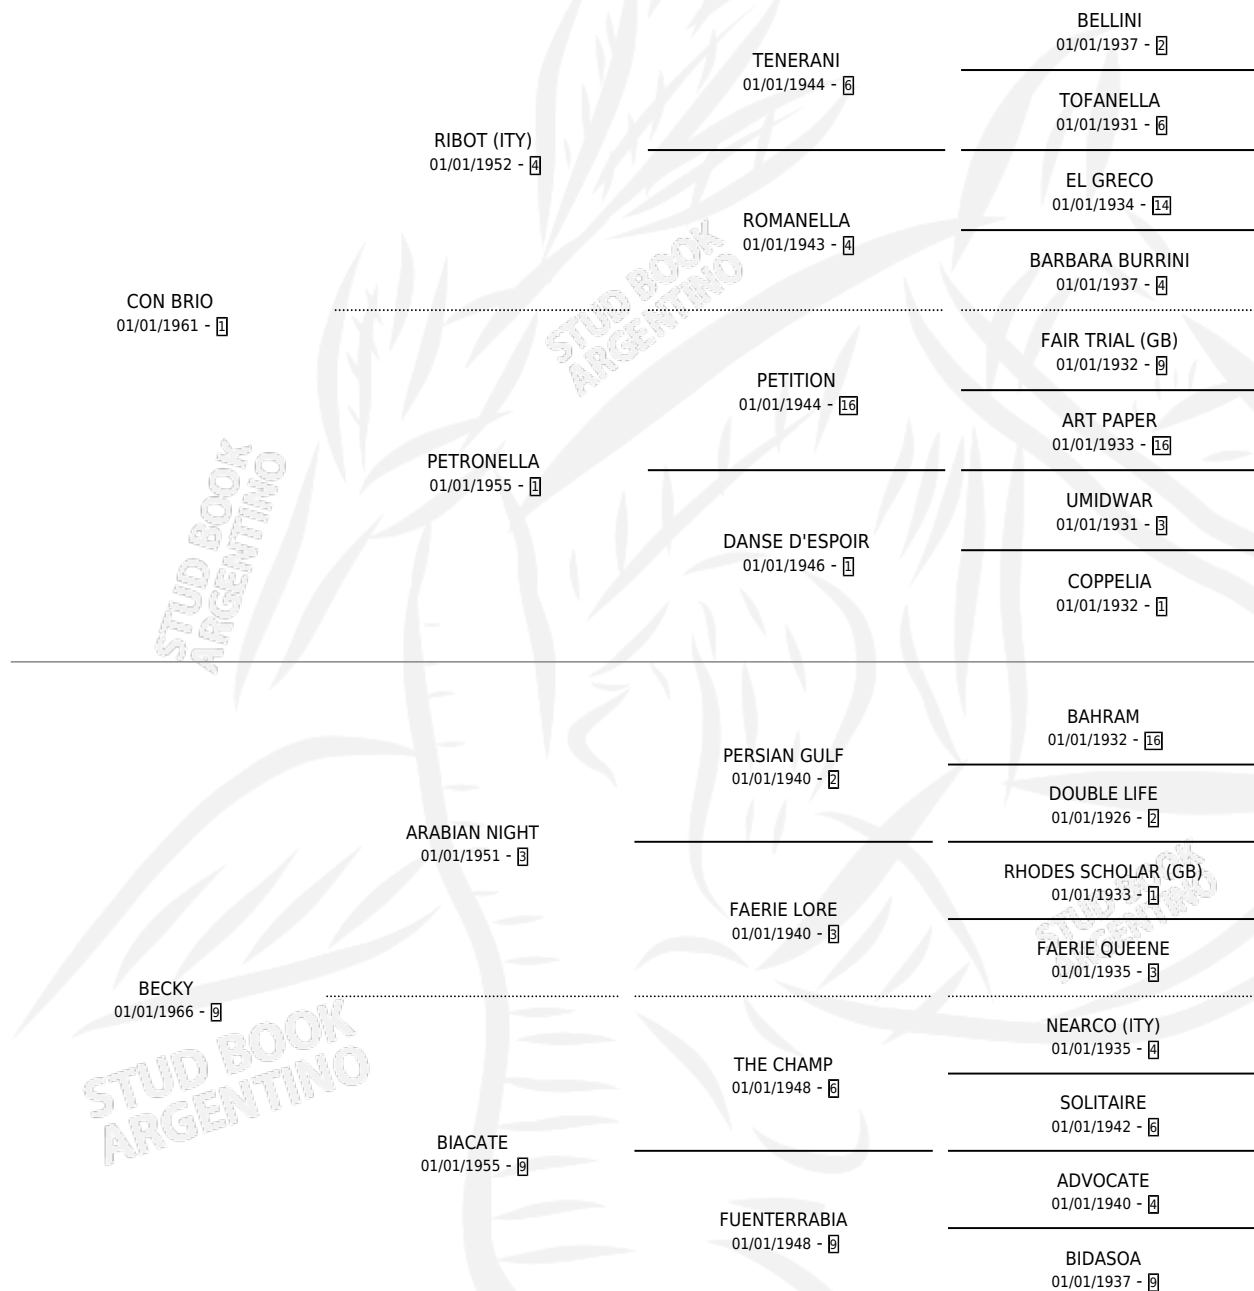 BELLINI
01/01/1937 - 2
TENERANI
01/01/1944 - 6
TOFANELLA
01/01/1931 - 6
RIBOT (ITY)
01/01/1952 - 4
EL GRECO
01/01/1934 - 14
ROMANELLA
01/01/1943 - 4
BARBARA BURRINI
01/01/1937 - 4
CON BRIO
01/01/1961 - 1
FAIR TRIAL (GB)
01/01/1932 - 9
PETITION
01/01/1944 - 16
ART PAPER
01/01/1933 - 16
PETRONELLA
01/01/1955 - 1
UMIDWAR
01/01/1931 - 3
DANSE D'ESPOIR
01/01/1946 - 1
COPPELIA
01/01/1932 - 1
BAHRAM
01/01/1932 - 16
PERSIAN GULF
01/01/1940 - 2
DOUBLE LIFE
01/01/1926 - 2
ARABIAN NIGHT
01/01/1951 - 3
RHODES SCHOLAR (GB)
01/01/1933 - 1
FAERIE LORE
01/01/1940 - 3
FAERIE QUEENE
01/01/1935 - 3
BECKY
01/01/1966 - 9
NEARCO (ITY)
01/01/1935 - 4
THE CHAMP
01/01/1948 - 6
SOLITAIRE
01/01/1942 - 6
BIACATE
01/01/1955 - 9
ADVOCATE
01/01/1940 - 4
FUENTERRABIA
01/01/1948 - 9
BIDASOA
01/01/1937 - 9
STUD BOOK
ARGENTINO
STUD BOOK
ARGENTINO
STUD BOOK
ARGENTINO
STUD BOOK
ARGENTINO